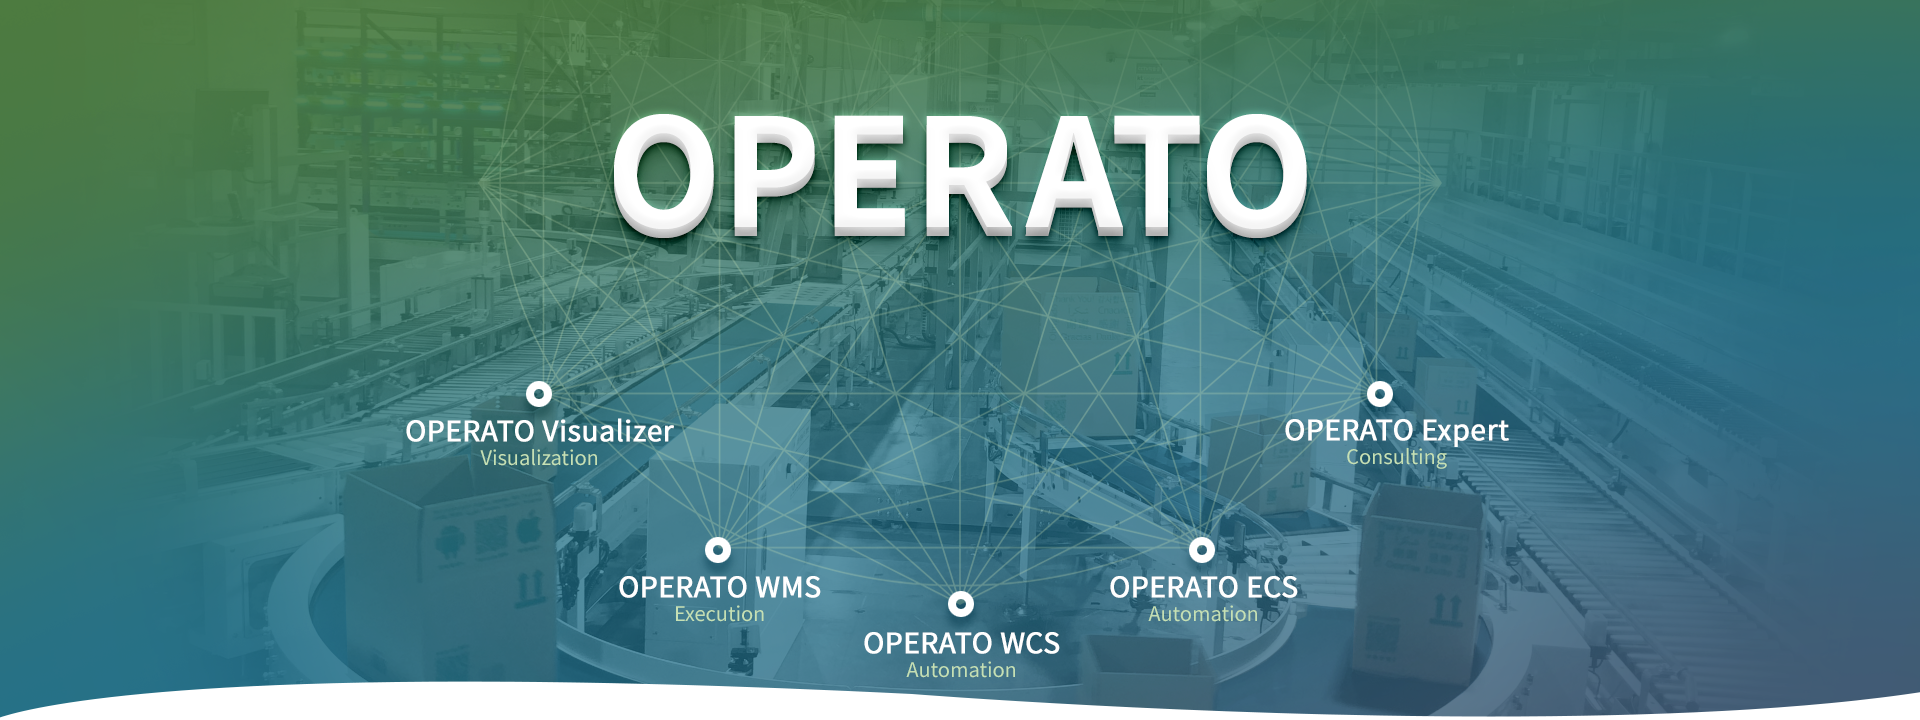 OPERATO
OPERATO Visualizer
Visualization
OPERATO WMS
Execution
OPERATO WCS
Automation
OPERATO ECS
Automation
OPERATO Expert
Consulting